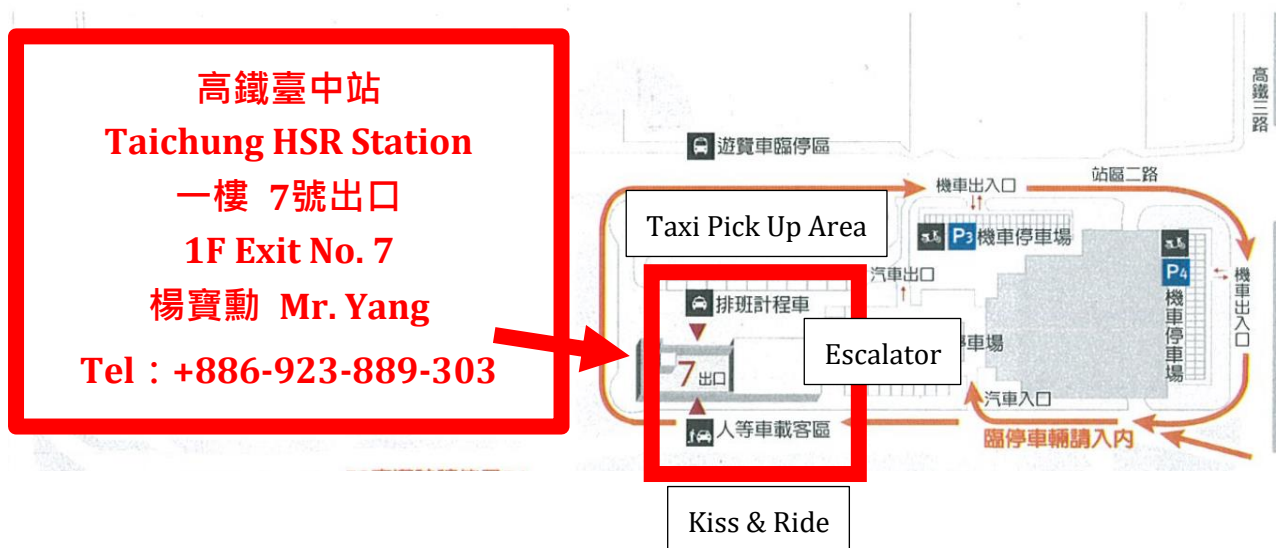 高鐵臺中站
Taichung HSR Station
一樓 7號出口
1F Exit No. 7
楊寶勳 Mr. Yang
Tel：+886-923-889-303
高鐵三路
遊覽車臨停區
站區二路
機車出入口
Taxi Pick Up Area
P3 機車停車場
汽車出口
P4
機車停車場
機車出入口
排班計程車
Escalator
車場
7 出口
汽車入口
人等車載客區
臨停車輛請入内
Kiss & Ride